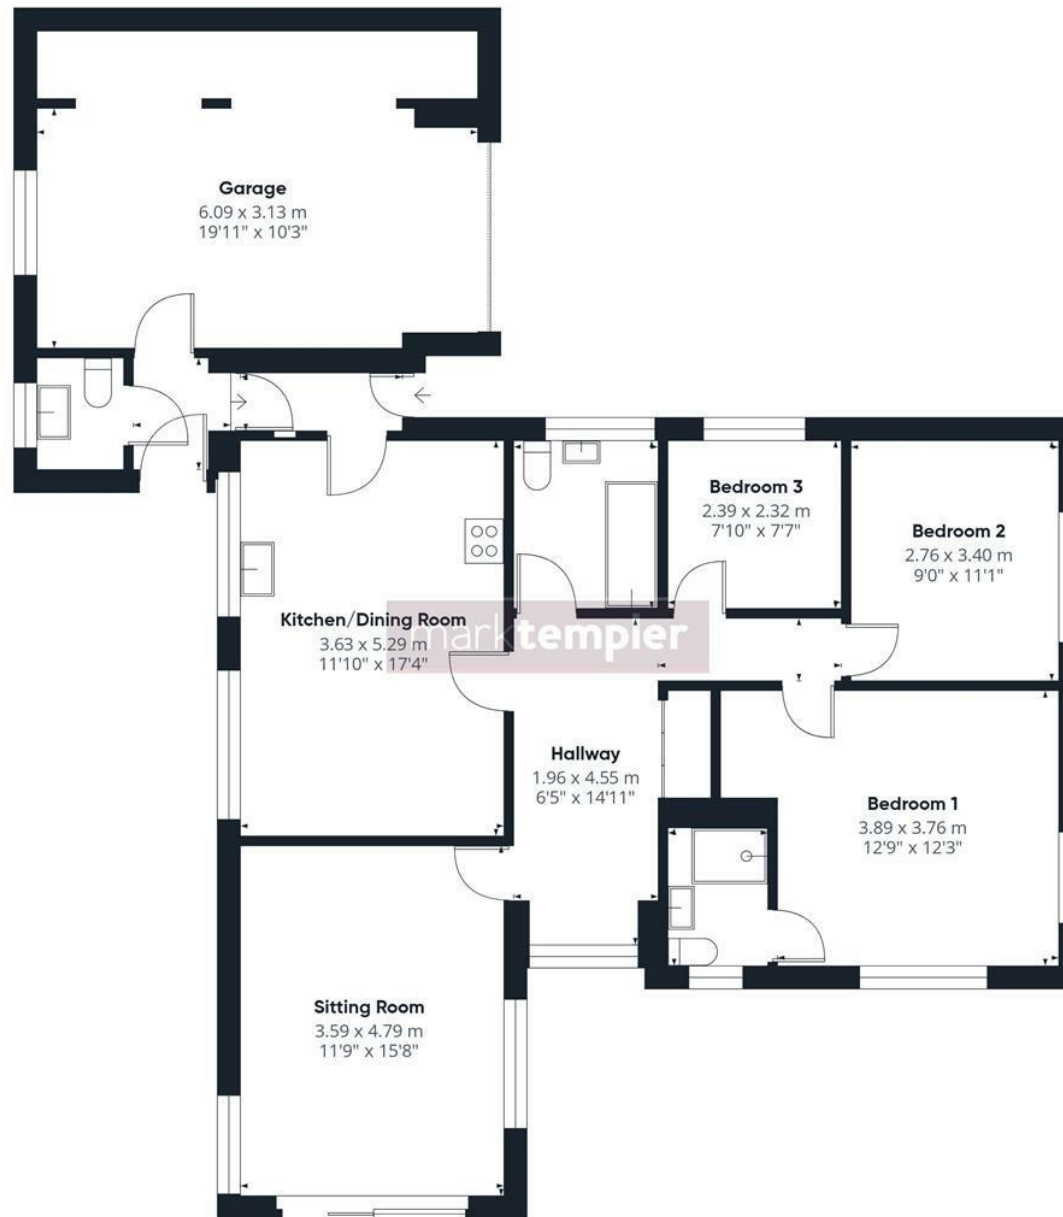 Garage
6.09 x 3.13 m
19'11" x 10'3"
Bedroom 3
2.39 x 2.32 m
7'10" x 7'7"
Bedroom 2
2.76 x 3.40 m
9'0" x 11'1"
Kitchen/Dining Room
3.63 x 5.29 m
11'10" x 17'4"
marktempler
Hallway
1.96 x 4.55 m
6'5" x 14'11"
Bedroom 1
3.89 x 3.76 m
12'9" x 12'3"
Sitting Room
3.59 x 4.79 m
11'9" x 15'8"